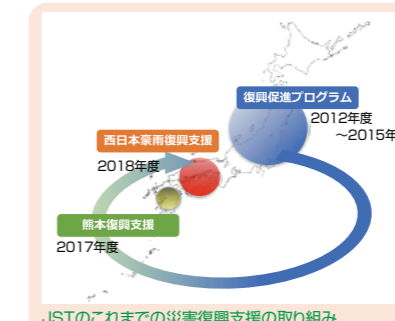 復興促進プログラム
2012年度
～2015年
西日本豪雨復興支援
2018年度
熊本復興支援
2017年度
JSTのこれまでの災害復興支援の取り組み